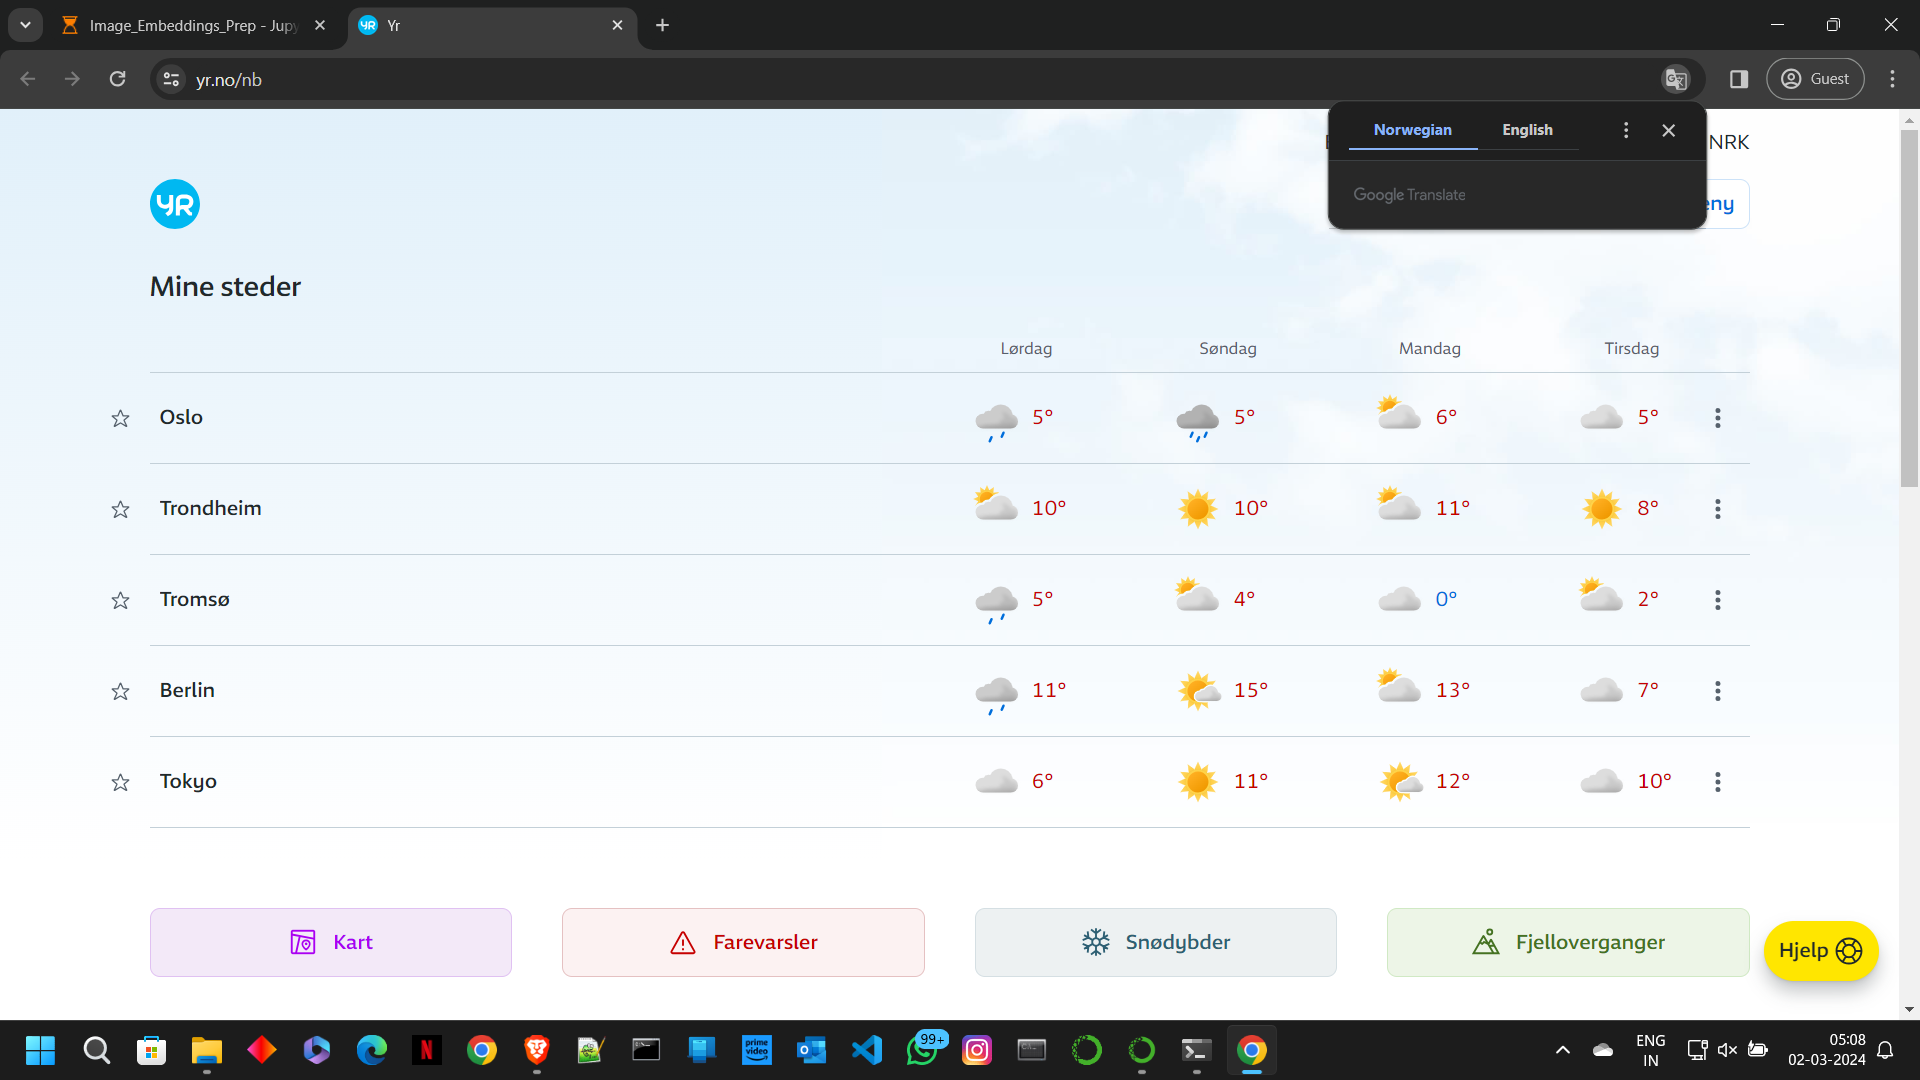 Image_Embeddings_Prep - Jupy
Yr
yr.no/nb
Guest
Norwegian English
NRK
Google Translate
YR
Mine steder
Lørdag Søndag Mandag Tirsdag
Oslo 5° 5° 6° 5°
Trondheim 10° 10° 11° 8°
Tromsø 5° 4° 0° 2°
Berlin 11° 15° 13° 7°
Tokyo 6° 11° 12° 10°
Kart Farevarsler Snødybder Fjelloverganger
Hjelp
99+
prime video
ENG
IN
05:08
02-03-2024